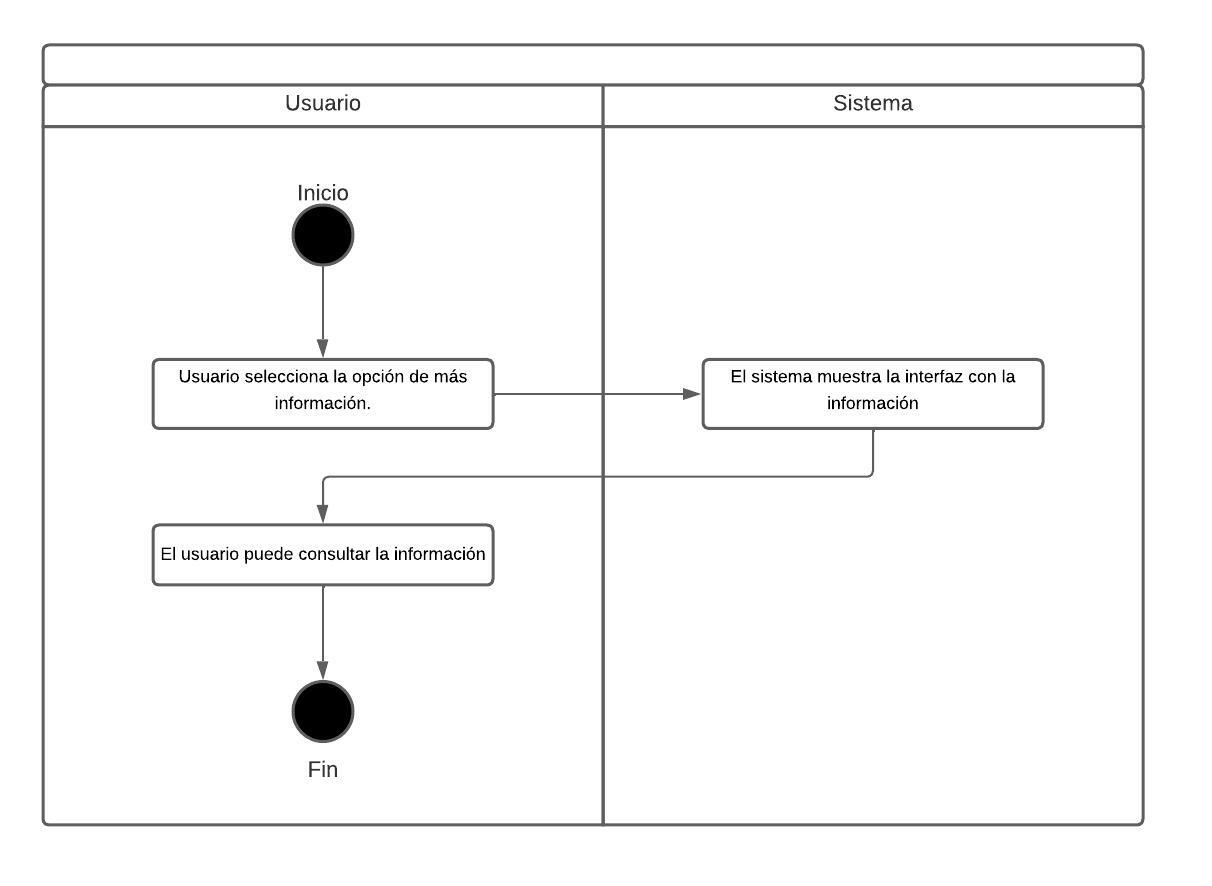 Usuario
Sistema
Inicio
Usuario selecciona la opción de más
información.
El sistema muestra la interfaz con la
información
El usuario puede consultar la información
Fin